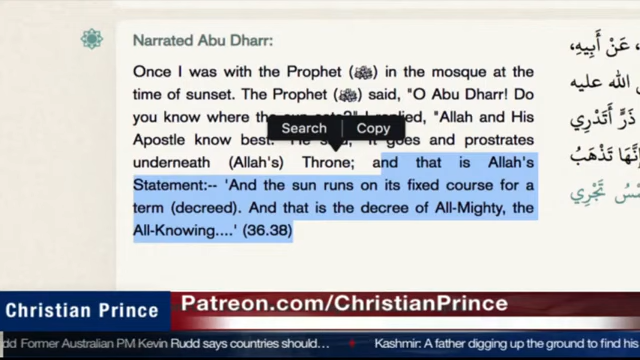 Narrated Abu Dharr:
Once I was with the Prophet (ﷺ) in the mosque at the
time of sunset. The Prophet (ﷺ) said, "O Abu Dharr! Do
you know where the sun sets?" I replied, "Allah and His
Search
Copy
Apostle know best." He said, "It goes and prostrates
underneath (Allah's) Throne; and that is Allah's
Statement:-- 'And the sun runs on its fixed course for a
term (decreed). And that is the decree of All-Mighty, the
All-Knowing....' (36.38)
، عَنْ أَبِيهِ،
الله عليه
ذَرٍّ أَتَدْرِي
إِنَّهَا تَذْهَبُ
تَجْرِي
Christian Prince
Patreon.com/ChristianPrince
Former Australian PM Kevin Rudd says countries should…
Kashmir: A father digging up the ground to find his